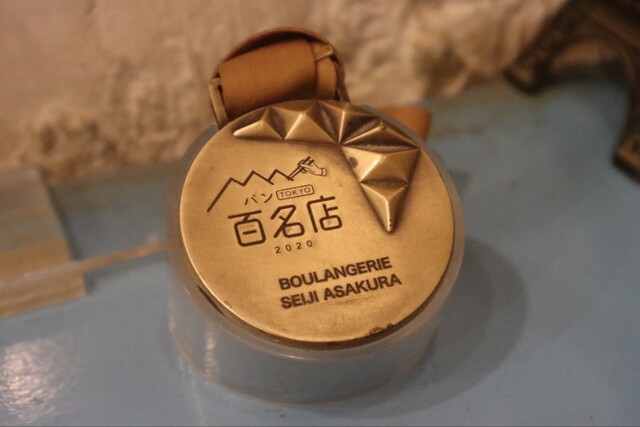 パン TOKYO
百名店
2020
BOULANGERIE
SEIJI ASAKURA